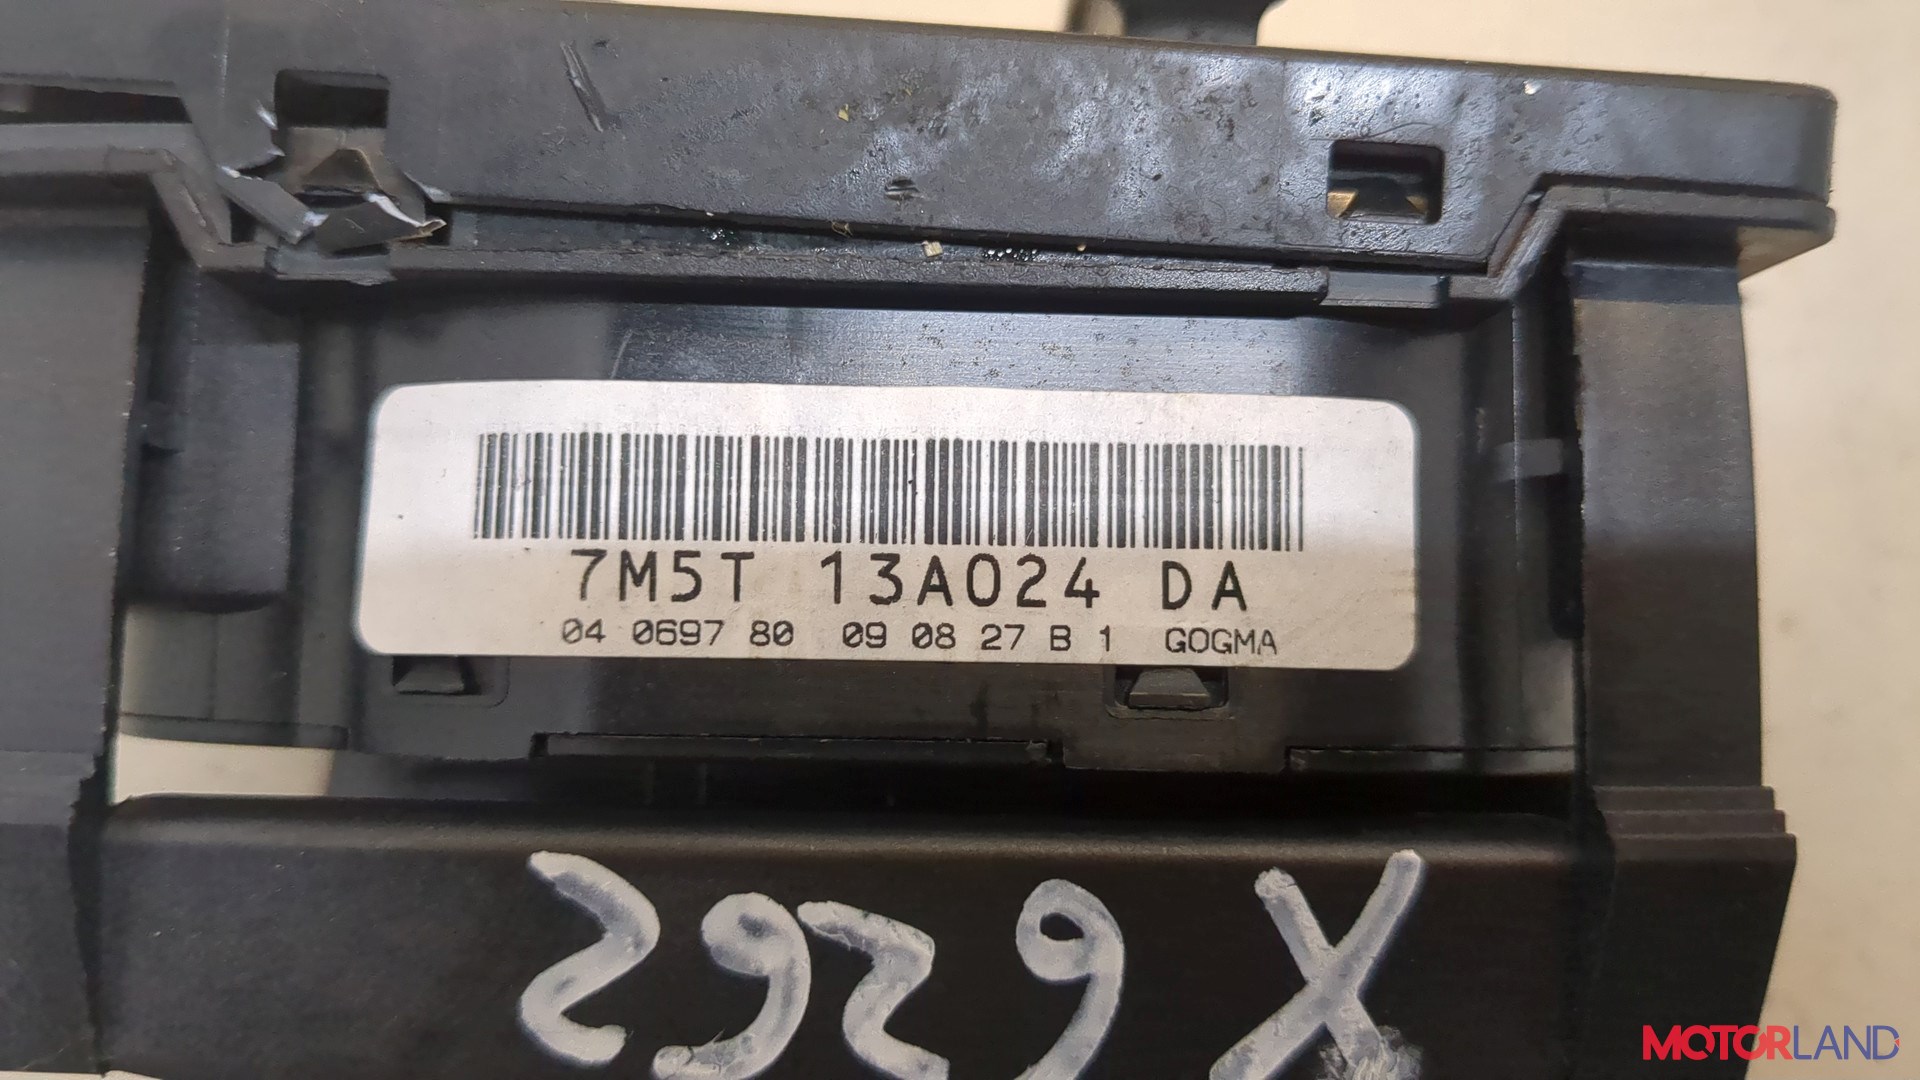 7M5T 13A024 DA
04 0697 80 09 08 27 B 1 GOGMA
2929 X
MOTORLAND